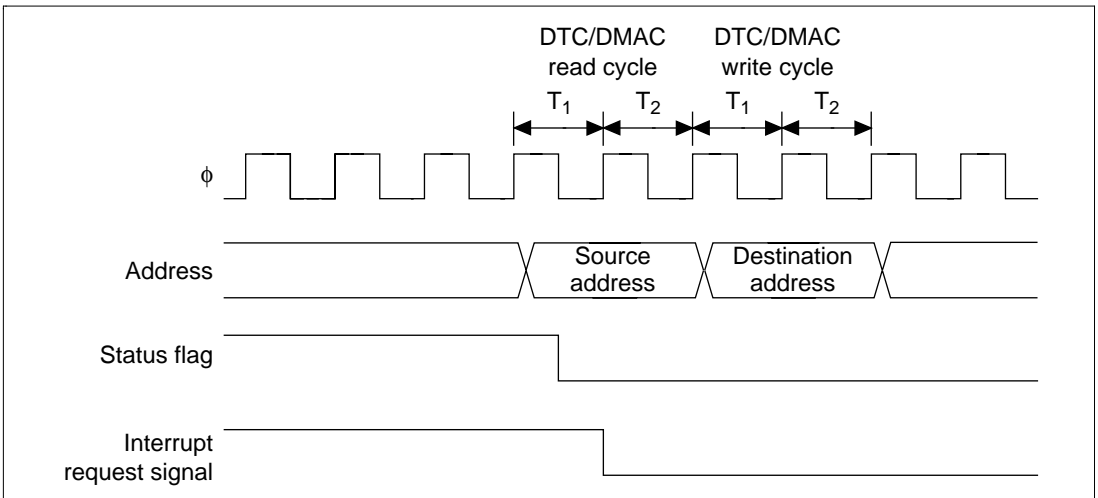 DTC/DMAC DTC/DMAC
read cycle write cycle
T1 T2 T1 T2
ϕ
Address
Source
address
Destination
address
Status flag
Interrupt
request signal